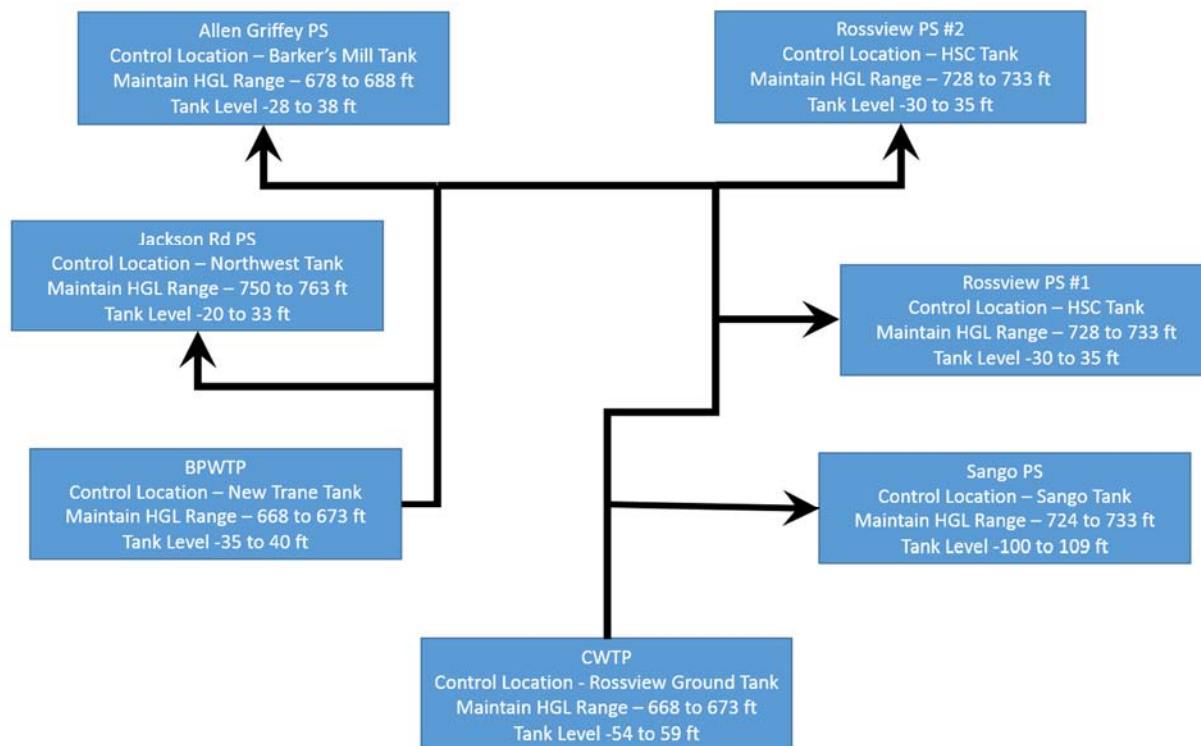 Allen Griffey PS
Control Location – Barker's Mill Tank
Maintain HGL Range – 678 to 688 ft
Tank Level -28 to 38 ft
Rossview PS #2
Control Location – HSC Tank
Maintain HGL Range – 728 to 733 ft
Tank Level -30 to 35 ft
Jackson Rd PS
Control Location – Northwest Tank
Maintain HGL Range – 750 to 763 ft
Tank Level -20 to 33 ft
Rossview PS #1
Control Location – HSC Tank
Maintain HGL Range – 728 to 733 ft
Tank Level -30 to 35 ft
BPWTP
Control Location – New Trane Tank
Maintain HGL Range – 668 to 673 ft
Tank Level -35 to 40 ft
Sango PS
Control Location – Sango Tank
Maintain HGL Range – 724 to 733 ft
Tank Level -100 to 109 ft
CWTP
Control Location - Rossview Ground Tank
Maintain HGL Range – 668 to 673 ft
Tank Level -54 to 59 ft